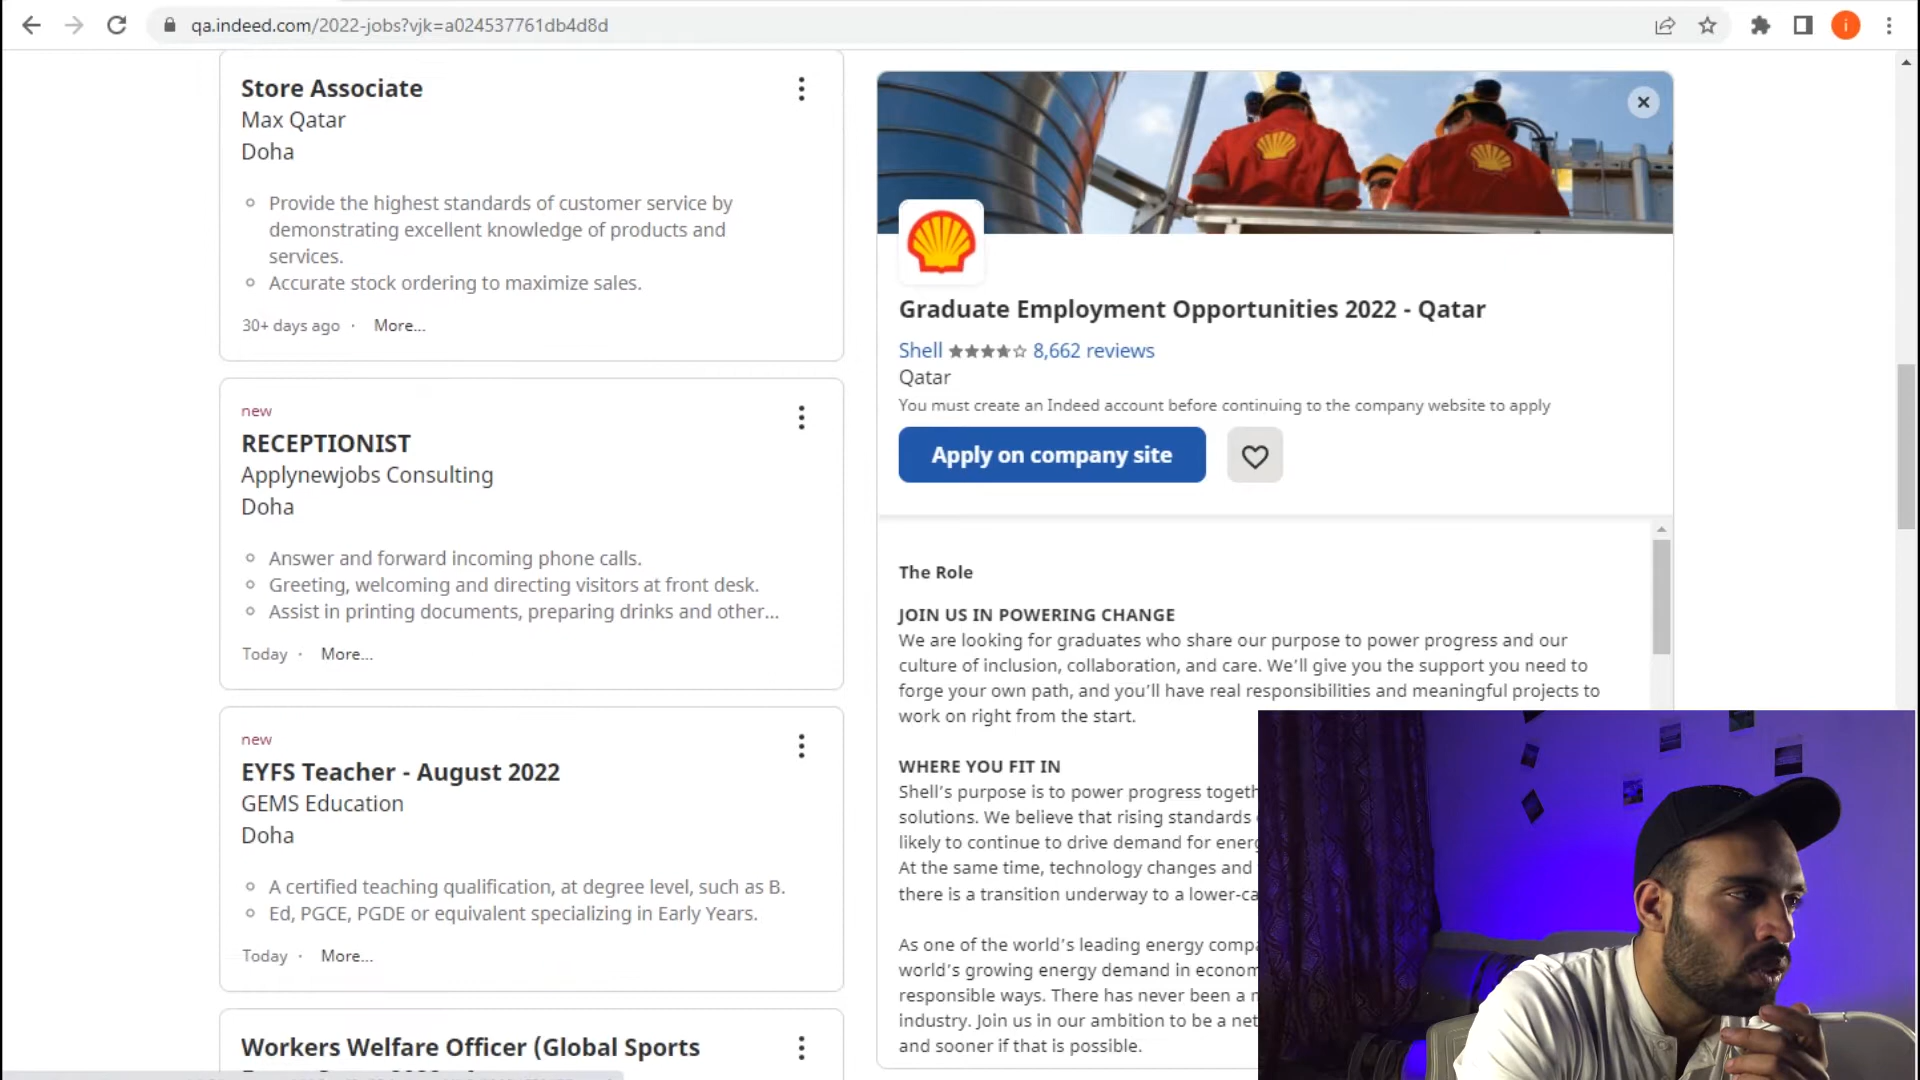 qa.indeed.com/2022-jobs?vjk=a024537761db4d8d
i
Store Associate
Max Qatar
Doha
Provide the highest standards of customer service by
demonstrating excellent knowledge of products and
services.
Accurate stock ordering to maximize sales.
30+ days ago · More...
new
RECEPTIONIST
Applynewjobs Consulting
Doha
Answer and forward incoming phone calls.
Greeting, welcoming and directing visitors at front desk.
Assist in printing documents, preparing drinks and other...
Today · More...
new
EYFS Teacher - August 2022
GEMS Education
Doha
A certified teaching qualification, at degree level, such as B.
Ed, PGCE, PGDE or equivalent specializing in Early Years.
Today · More...
Workers Welfare Officer (Global Sports
Graduate Employment Opportunities 2022 - Qatar
Shell 8,662 reviews
Qatar
You must create an Indeed account before continuing to the company website to apply
Apply on company site
The Role
JOIN US IN POWERING CHANGE
We are looking for graduates who share our purpose to power progress and our
culture of inclusion, collaboration, and care. We'll give you the support you need to
forge your own path, and you'll have real responsibilities and meaningful projects to
work on right from the start.
WHERE YOU FIT IN
Shell's purpose is to power progress
solutions. We believe that rising standards
likely to continue to drive demand for
At the same time, technology changes and
there is a transition underway to a
As one of the world's leading energy
world's growing energy demand in
responsible ways. There has never been a
industry. Join us in our ambition to be a
and sooner if that is possible.